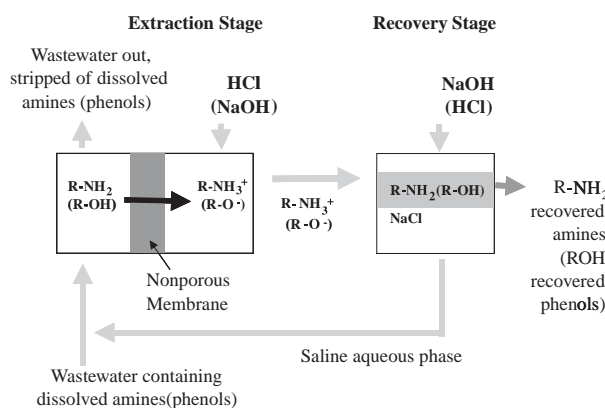 Extraction Stage
Recovery Stage
Wastewater out,
stripped of dissolved
amines (phenols)
HCl
(NaOH)
NaOH
(HCl)
R-NH2
(R-OH)
R-NH3+
(R-O-)
R- NH3+
(R-O-)
R-NH2(R-OH)
NaCl
R-NH2
recovered
amines
(ROH
recovered
phenols)
Nonporous
Membrane
Saline aqueous phase
Wastewater containing
dissolved amines(phenols)